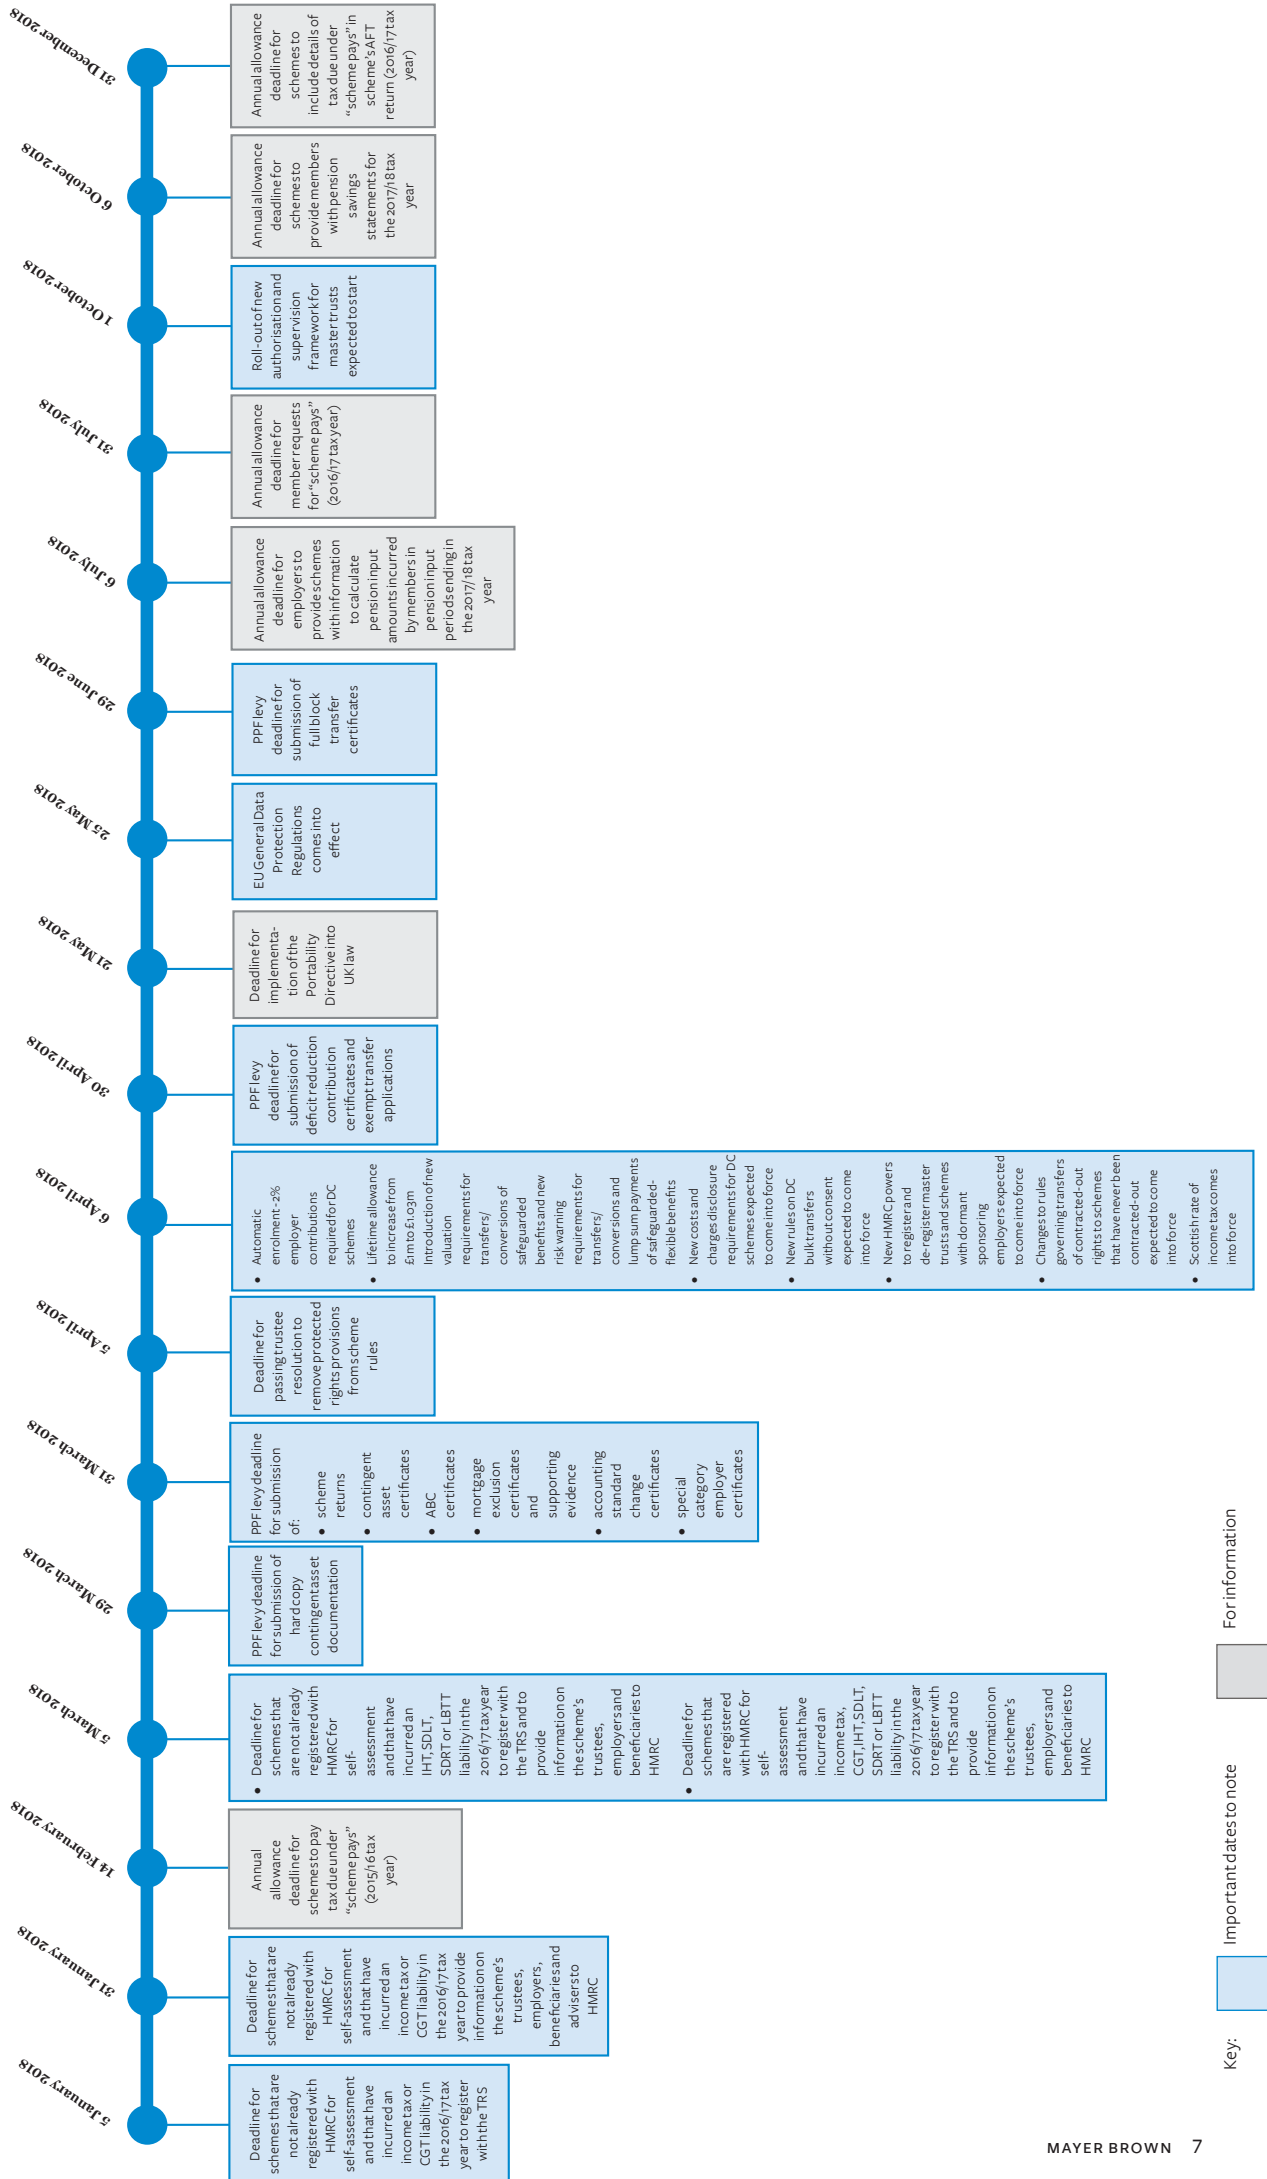 5 January 2018
Deadline for
schemes that are
not already
registered with
HMRC for
self-assessment
and that have
incurred an
income tax or
CGT liability in
the 2016/17 tax
year to register
with the TRS
31 January 2018
Deadline for
schemes that are
not already
registered with
HMRC for
self-assessment
and that have
incurred an
income tax or
CGT liability in
the 2016/17 tax
year to provide
information on
the scheme's
trustees,
employers,
beneficiaries and
advisers to
HMRC
14 February 2018
Annual
allowance
deadline for
schemes to pay
tax due under
“scheme pays”
(2015/16 tax
year)
5 March 2018
• Deadline for
schemes that
are not already
registered with
HMRC for
self-
assessment
and that have
incurred an
IHT, SDLT,
SDRT or LBTT
liability in the
2016/17 tax year
to register with
the TRS and to
provide
information on
the scheme's
trustees,
employers and
beneficiaries to
HMRC
• Deadline for
schemes that
are registered
with HMRC for
self-
assessment
and that have
incurred an
income tax,
CGT, IHT, SDLT,
SDRT or LBTT
liability in the
2016/17 tax year
to register with
the TRS and to
provide
information on
the scheme's
trustees,
employers and
beneficiaries to
HMRC
29 March 2018
PPF levy deadline
for submission of
hard copy
contingent asset
documentation
31 March 2018
PPF levy deadline
for submission
of:
• scheme
returns
• contingent
asset
certificates
• ABC
certificates
• mortgage
exclusion
certificates
and
supporting
evidence
• accounting
standard
change
certificates
• special
category
employer
certificates
5 April 2018
Deadline for
passing trustee
resolution to
remove protected
rights provisions
from scheme
rules
6 April 2018
• Automatic
enrolment - 2%
employer
contributions
required for DC
schemes
• Lifetime allowance
to increase from
£1m to £1.03m
Introduction of new
valuation
requirements for
transfers/
conversions of
safeguarded
benefits and new
risk warning
requirements for
transfers/
conversions and
lump sum payments
of safeguarded-
flexible benefits
• New costs and
charges disclosure
requirements for DC
schemes expected
to come into force
• New rules on DC
bulk transfers
without consent
expected to come
into force
• New HMRC powers
to register and
de-register master
trusts and schemes
with dormant
sponsoring
employers expected
to come into force
• Changes to rules
governing transfers
of contracted-out
rights to schemes
that have never been
contracted-out
expected to come
into force
• Scottish rate of
income tax comes
into force
30 April 2018
PPF levy
deadline for
submission of
deficit reduction
contribution
certificates and
exempt transfer
applications
21 May 2018
Deadline for
implementa-
tion of the
Portability
Directive into
UK law
25 May 2018
EU General Data
Protection
Regulations
comes into
effect
29 June 2018
PPF levy
deadline for
submission of
full block
transfer
certificates
6 July 2018
Annual allowance
deadline for
employers to
provide schemes
with information
to calculate
pension input
amounts incurred
by members in
pension input
periods ending in
the 2017/18 tax
year
31 July 2018
Annual allowance
deadline for
member requests
for “scheme pays”
(2016/17 tax year)
1 October 2018
Roll-out of new
authorisation and
supervision
framework for
master trusts
expected to start
6 October 2018
Annual allowance
deadline for
schemes to
provide members
with pension
savings
statements for
the 2017/18 tax
year
31 December 2018
Annual allowance
deadline for
schemes to
include details of
tax due under
“scheme pays” in
scheme's AFT
return (2016/17 tax
year)
Key:
Important dates to note
For information
MAYER BROWN 7